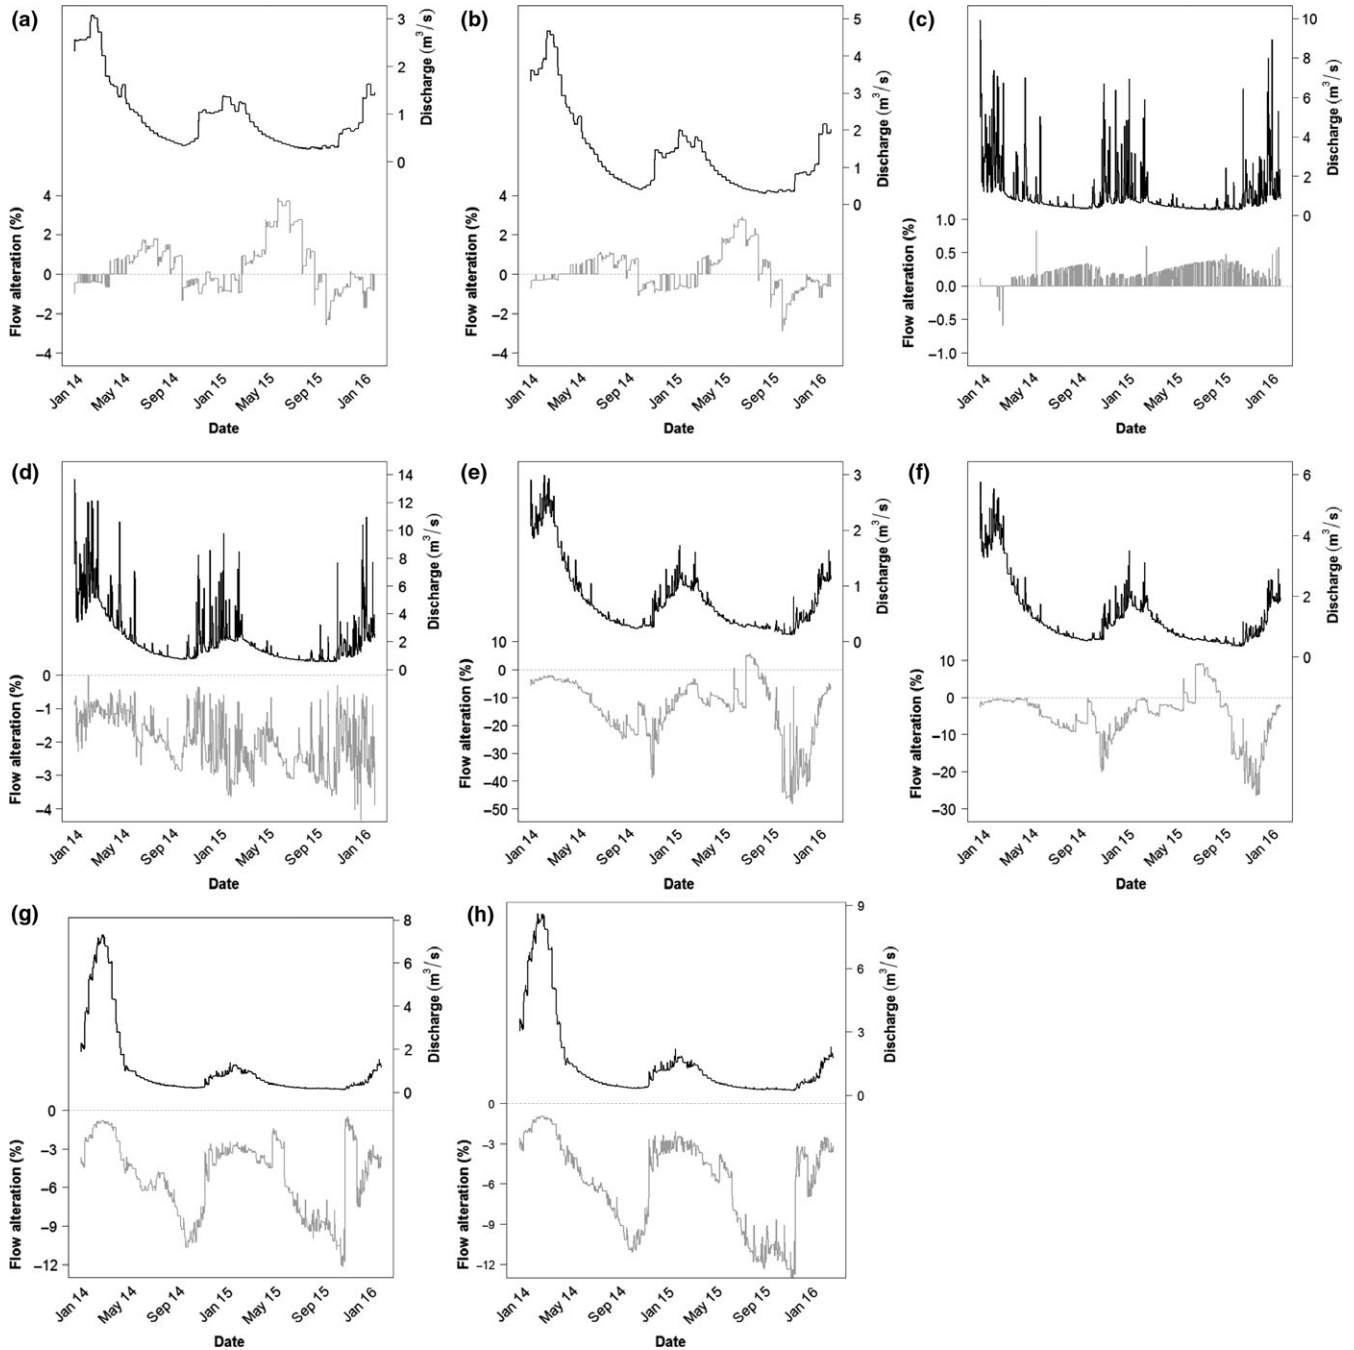 (a)
3
2
1
0
Discharge (m³/s)
4
2
0
−2
−4
Flow alteration (%)
Jan 14 May 14 Sep 14 Jan 15 May 15 Sep 15 Jan 16
Date
(b)
5
4
3
2
1
0
Discharge (m³/s)
4
2
0
−2
−4
Flow alteration (%)
Jan 14 May 14 Sep 14 Jan 15 May 15 Sep 15 Jan 16
Date
(c)
10
8
6
4
2
0
Discharge (m³/s)
1.0
0.5
0.0
−0.5
−1.0
Flow alteration (%)
Jan 14 May 14 Sep 14 Jan 15 May 15 Sep 15 Jan 16
Date
(d)
14
12
10
8
6
4
2
0
Discharge (m³/s)
0
−1
−2
−3
−4
Flow alteration (%)
Jan 14 May 14 Sep 14 Jan 15 May 15 Sep 15 Jan 16
Date
(e)
3
2
1
0
Discharge (m³/s)
10
0
−10
−20
−30
−40
−50
Flow alteration (%)
Jan 14 May 14 Sep 14 Jan 15 May 15 Sep 15 Jan 16
Date
(f)
6
4
2
0
Discharge (m³/s)
10
0
−10
−20
−30
Flow alteration (%)
Jan 14 May 14 Sep 14 Jan 15 May 15 Sep 15 Jan 16
Date
(g)
8
6
4
2
0
Discharge (m³/s)
0
−3
−6
−9
−12
Flow alteration (%)
Jan 14 May 14 Sep 14 Jan 15 May 15 Sep 15 Jan 16
Date
(h)
9
6
3
0
Discharge (m³/s)
0
−3
−6
−9
−12
Flow alteration (%)
Jan 14 May 14 Sep 14 Jan 15 May 15 Sep 15 Jan 16
Date